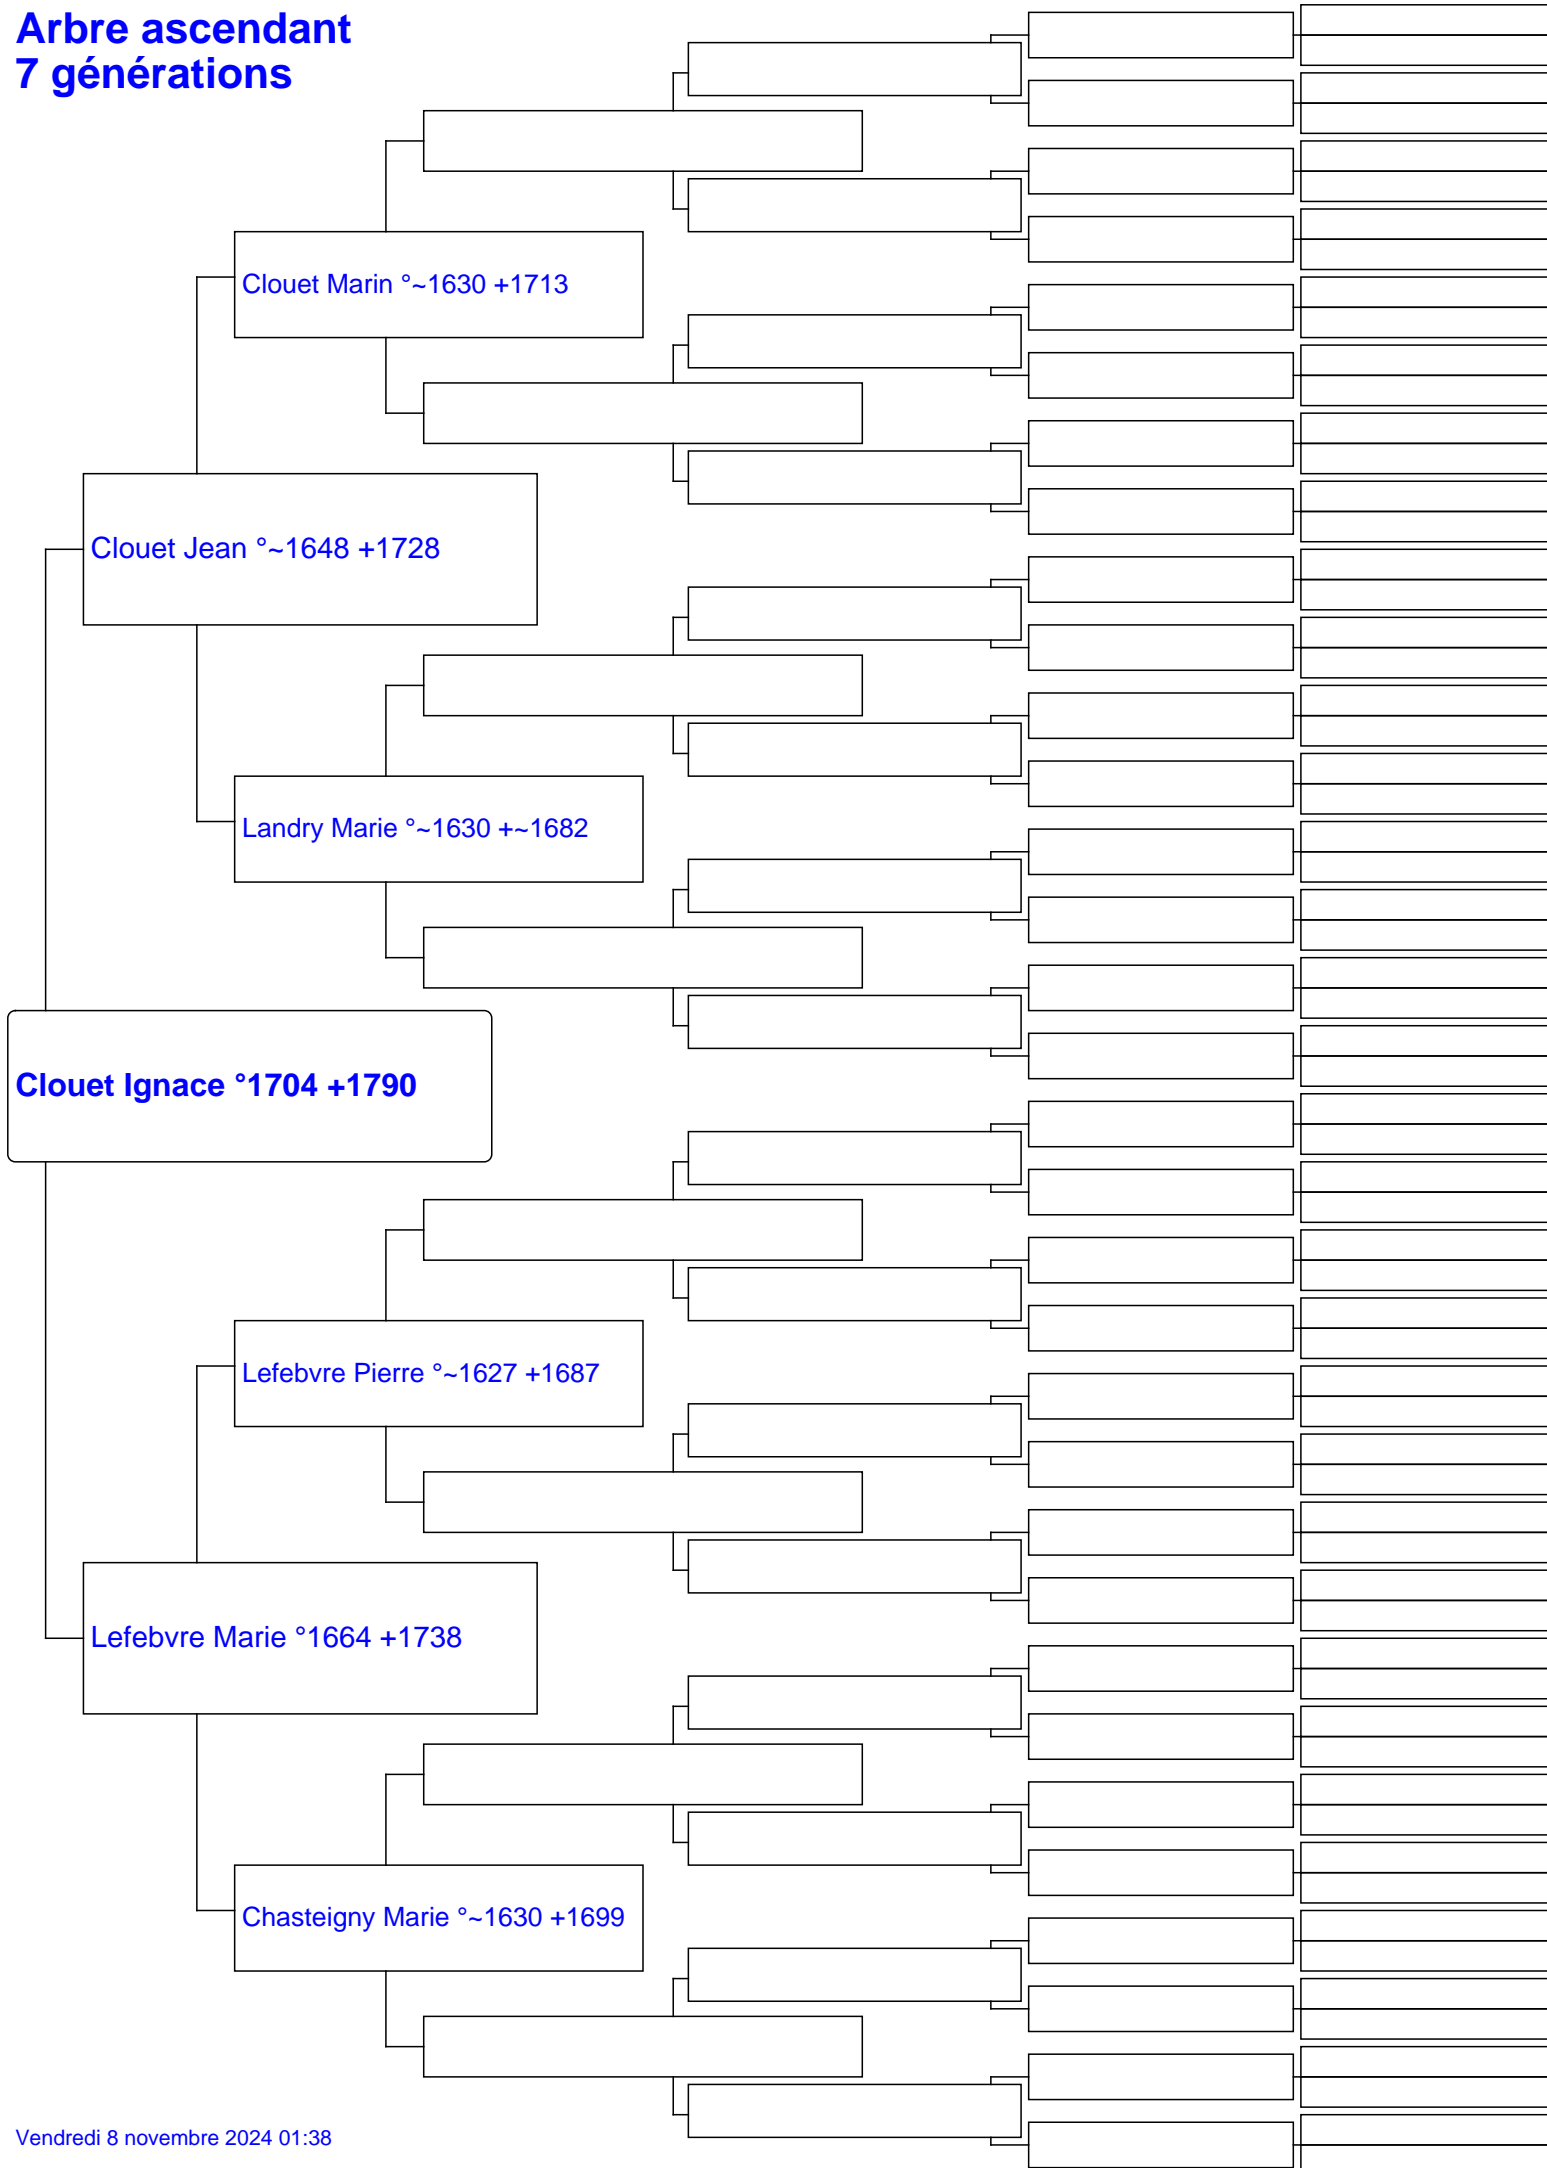 Arbre ascendant
7 générations
Clouet Marin °~1630 +1713
Clouet Jean °~1648 +1728
Landry Marie °~1630 +~1682
Clouet Ignace °1704 +1790
Lefebvre Pierre °~1627 +1687
Lefebvre Marie °1664 +1738
Chasteigny Marie °~1630 +1699
Vendredi 8 novembre 2024 01:38